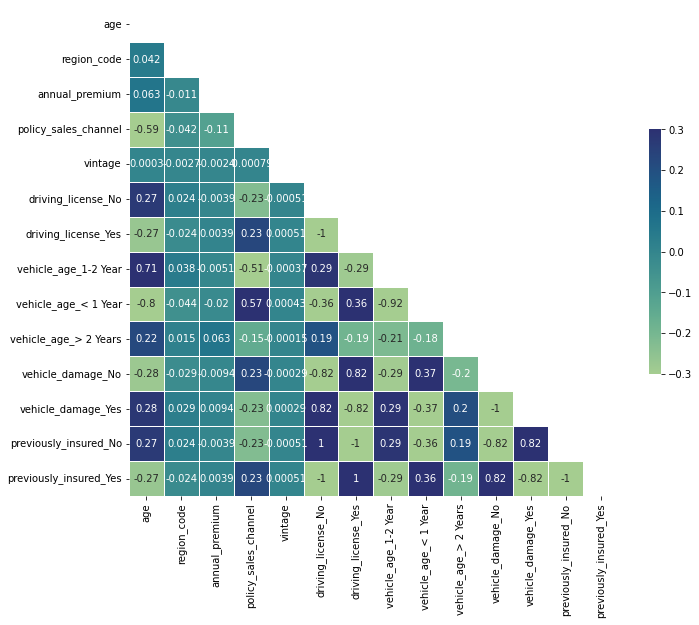 age
region_code 0.042
annual_premium 0.063 -0.011
policy_sales_channel -0.59 -0.042 -0.11
vintage -0.0027 -0.0024 0.00079
driving_license_No 0.27 0.024 -0.0039 -0.23 0.00051
driving_license_Yes -0.27 -0.024 0.0039 0.23 0.00051 -1
vehicle_age_1-2 Year 0.71 0.038 -0.0051 -0.51 0.00037 0.29 -0.29
vehicle_age_< 1 Year -0.8 -0.044 -0.02 0.57 0.00043 -0.36 0.36 -0.92
vehicle_age_> 2 Years 0.22 0.015 0.063 -0.15 0.00015 0.19 -0.19 -0.21 -0.18
vehicle_damage_No -0.28 -0.029 -0.0094 0.23 0.00029 -0.82 0.82 -0.29 0.37 -0.2
vehicle_damage_Yes 0.28 0.029 0.0094 -0.23 0.00029 0.82 -0.82 0.29 -0.37 0.2 -1
previously_insured_No 0.27 0.024 -0.0039 -0.23 0.00051 1 -1 0.29 -0.36 0.19 -0.82 0.82
previously_insured_Yes -0.27 -0.024 0.0039 0.23 0.00051 -1 1 -0.29 0.36 -0.19 0.82 -0.82 -1
age
region_code
annual_premium
policy_sales_channel
vintage
driving_license_No
driving_license_Yes
vehicle_age_1-2 Year
vehicle_age_< 1 Year
vehicle_age_> 2 Years
vehicle_damage_No
vehicle_damage_Yes
previously_insured_No
previously_insured_Yes
0.3
0.2
0.1
0.0
−0.1
−0.2
−0.3